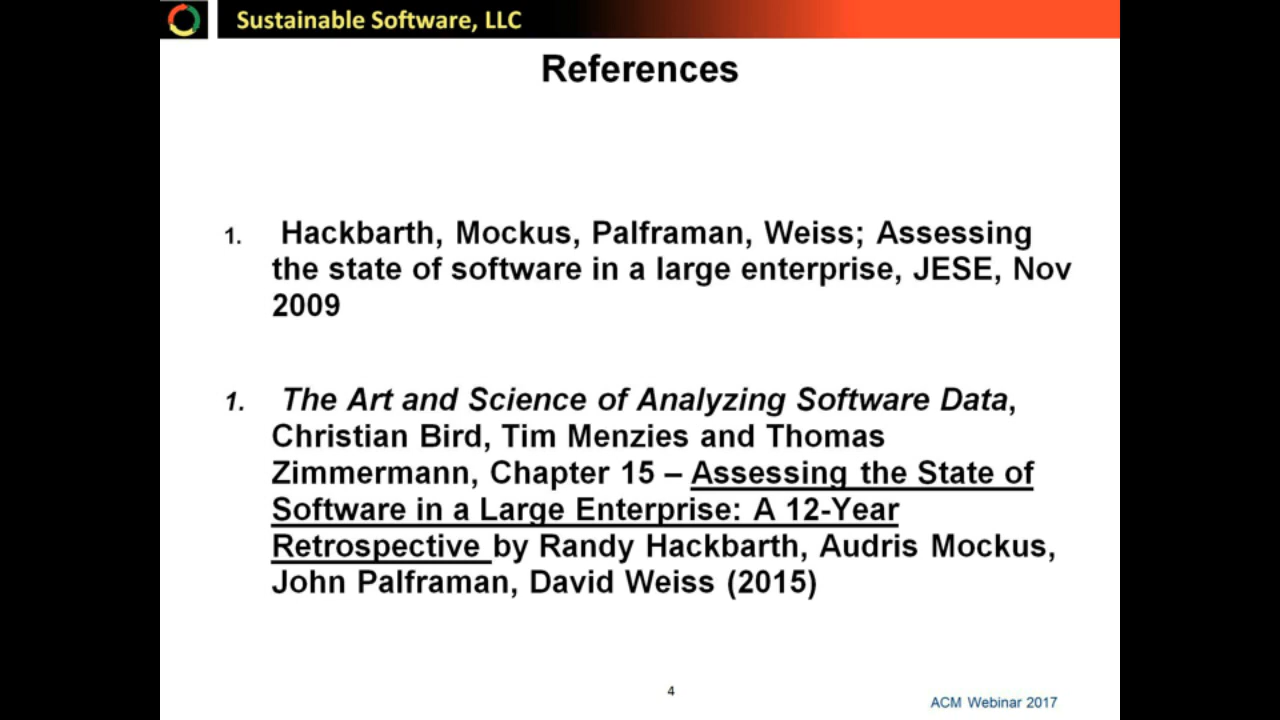 Sustainable Software, LLC
References
1. Hackbarth, Mockus, Palframan, Weiss; Assessing
the state of software in a large enterprise, JESE, Nov
2009
1. The Art and Science of Analyzing Software Data,
Christian Bird, Tim Menzies and Thomas
Zimmermann, Chapter 15 – Assessing the State of
Software in a Large Enterprise: A 12-Year
Retrospective by Randy Hackbarth, Audris Mockus,
John Palframan, David Weiss (2015)
4
ACM Webinar 2017